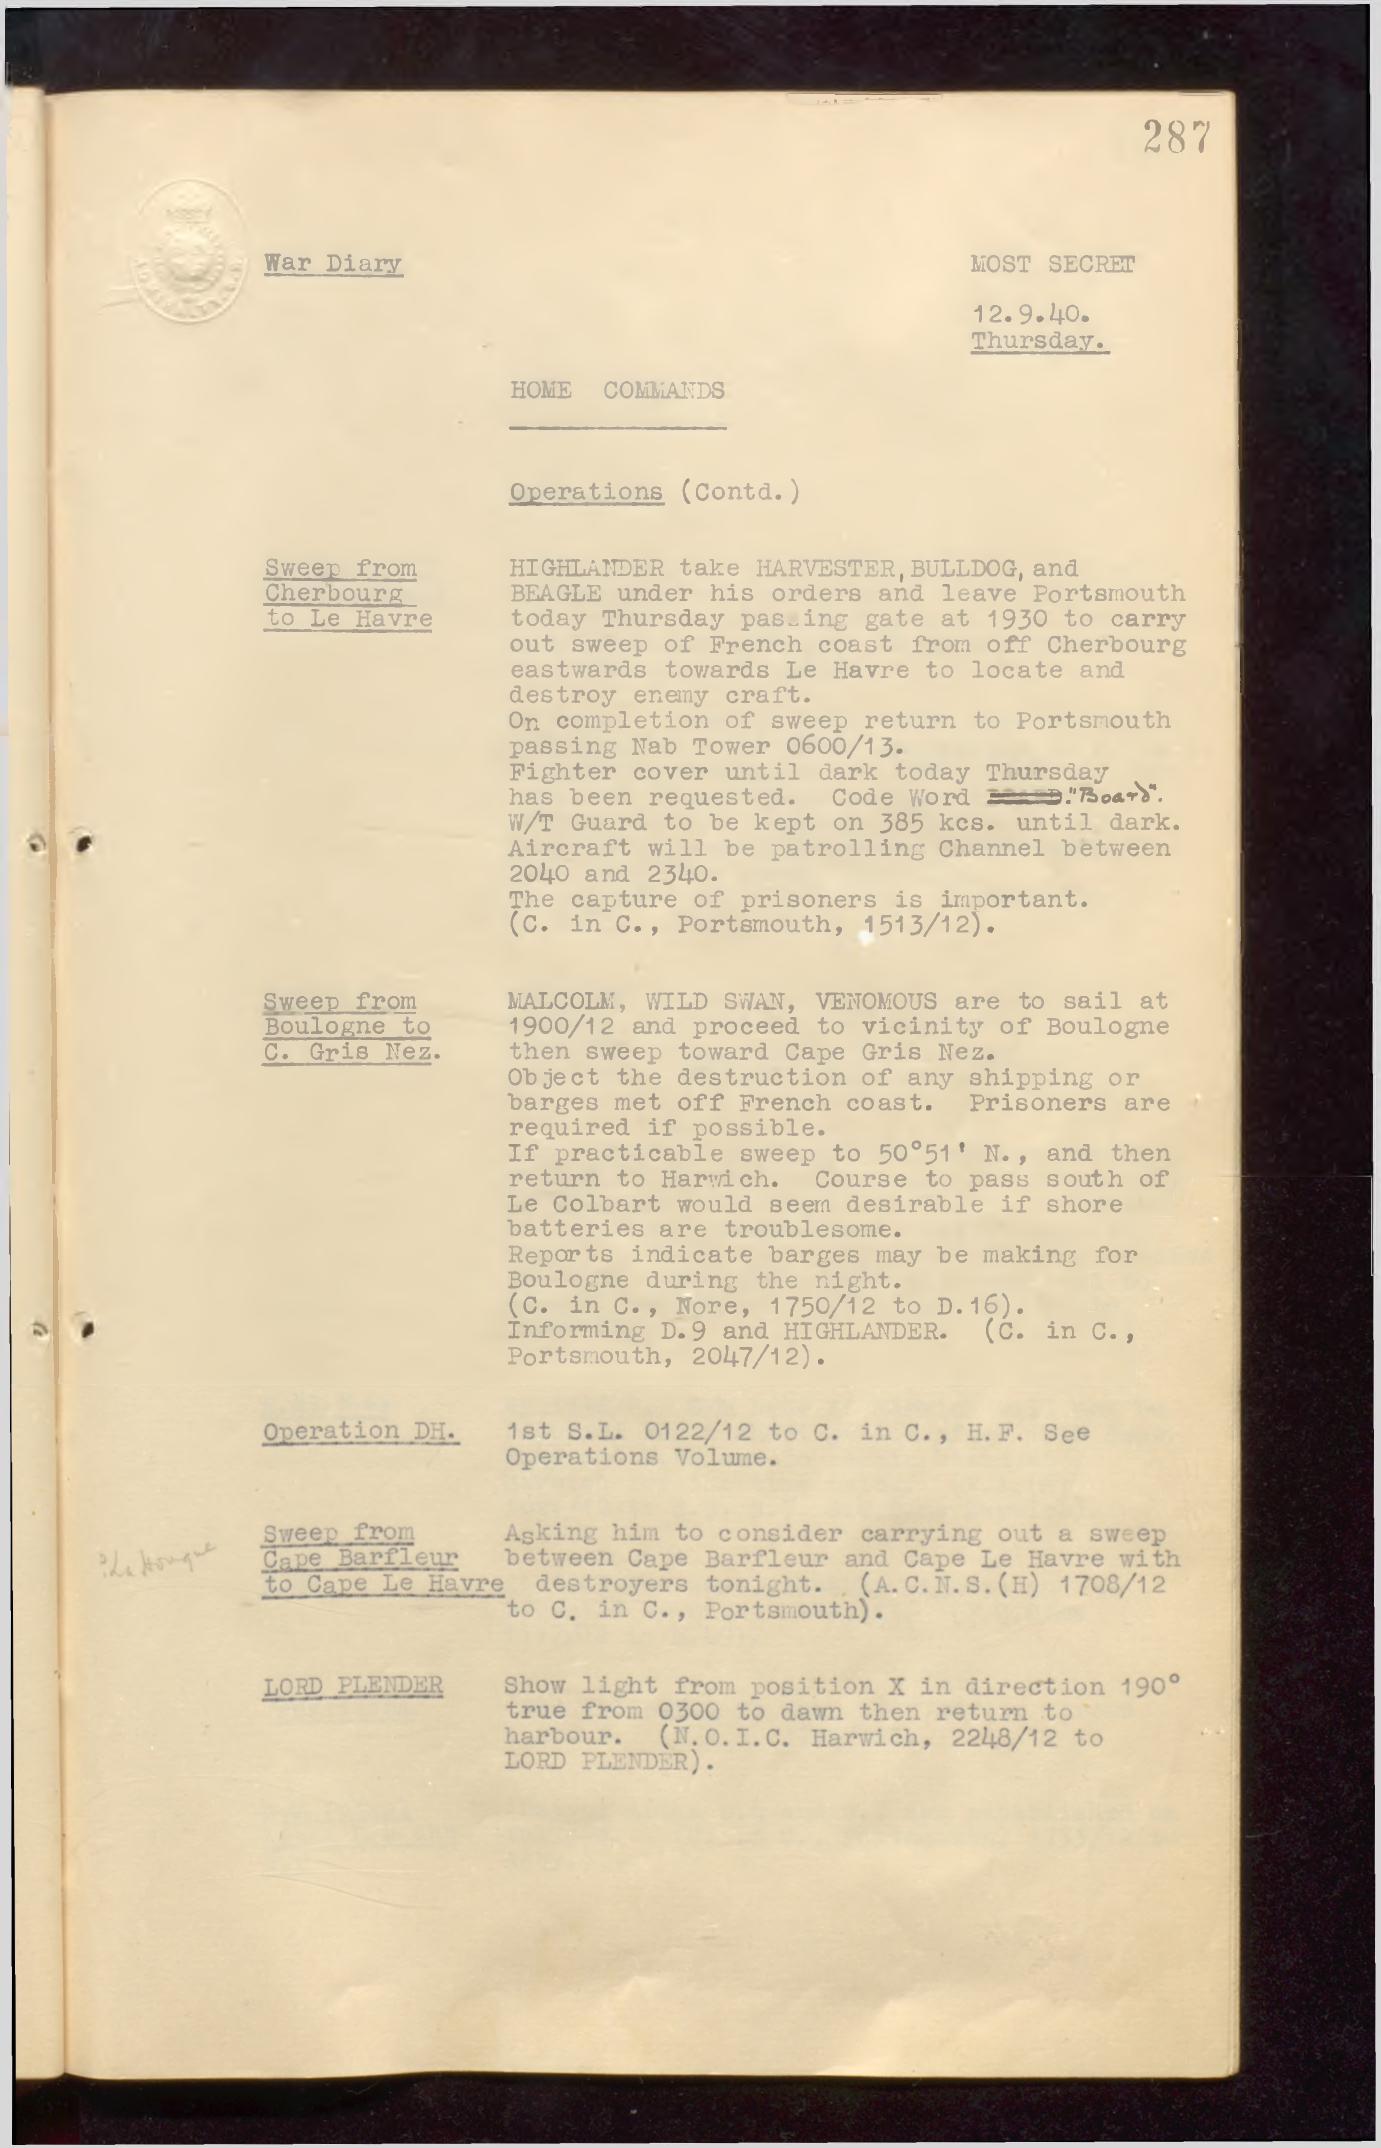 287
War Diary
MOST SECRET
12.9.40.
Thursday.
HOME COMMANDS
Operations (Contd.)
Sweep from
Cherbourg
to Le Havre
HIGHLANDER take HARVESTER, BULLDOG, and
BEAGLE under his orders and leave Portsmouth
today Thursday passing gate at 1930 to carry
out sweep of French coast from off Cherbourg
eastwards towards Le Havre to locate and
destroy enemy craft.
On completion of sweep return to Portsmouth
passing Nab Tower 0600/13.
Fighter cover until dark today Thursday
has been requested. Code Word "Board".
W/T Guard to be kept on 385 kcs. until dark.
Aircraft will be patrolling Channel between
2040 and 2340.
The capture of prisoners is important.
(C. in C., Portsmouth, 1513/12).
Sweep from
Boulogne to
C. Gris Nez.
MALCOLM, WILD SWAN, VENOMOUS are to sail at
1900/12 and proceed to vicinity of Boulogne
then sweep toward Cape Gris Nez.
Object the destruction of any shipping or
barges met off French coast. Prisoners are
required if possible.
If practicable sweep to 50°51' N., and then
return to Harwich. Course to pass south of
Le Colbart would seem desirable if shore
batteries are troublesome.
Reports indicate barges may be making for
Boulogne during the night.
(C. in C., Nore, 1750/12 to D.16).
Informing D.9 and HIGHLANDER. (C. in C.,
Portsmouth, 2047/12).
Operation DH.
1st S.L. 0122/12 to C. in C., H.F. See
Operations Volume.
?La Hougue
Sweep from
Cape Barfleur
to Cape Le Havre
Asking him to consider carrying out a sweep
between Cape Barfleur and Cape Le Havre with
destroyers tonight. (A.C.N.S.(H) 1708/12
to C. in C., Portsmouth).
LORD PLENDER
Show light from position X in direction 190°
true from 0300 to dawn then return to
harbour. (N.O.I.C. Harwich, 2248/12 to
LORD PLENDER).